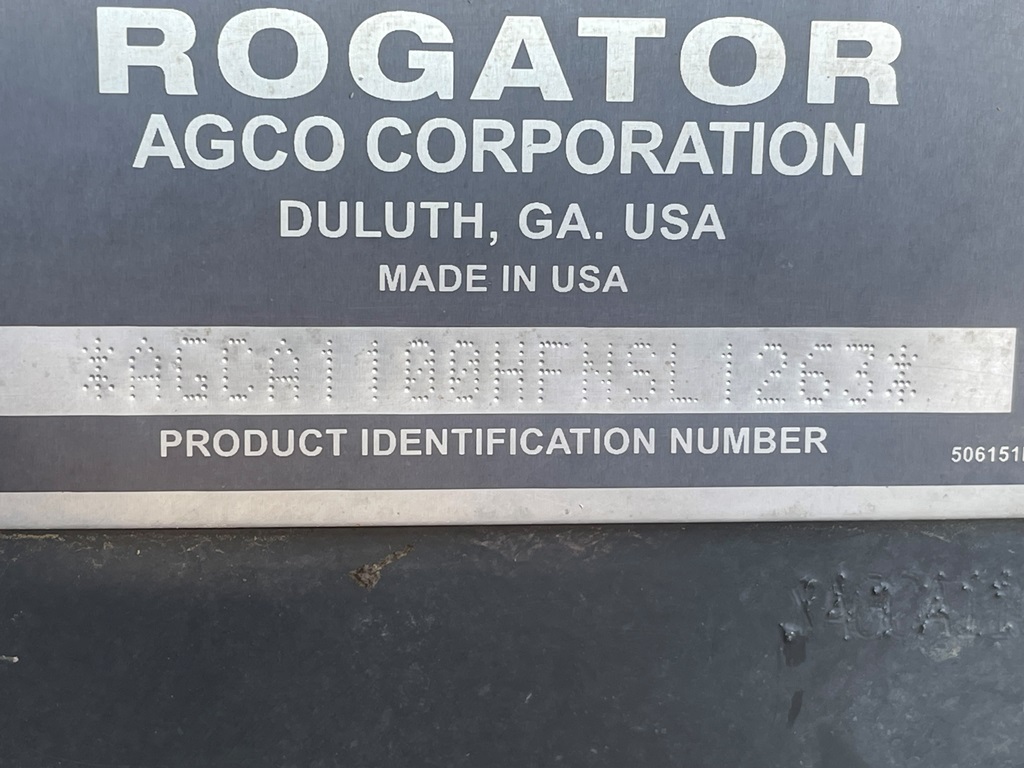 ROGATOR
AGCO CORPORATION
DULUTH, GA. USA
MADE IN USA
*AGCA1100HFNSL1263*
PRODUCT IDENTIFICATION NUMBER
506151